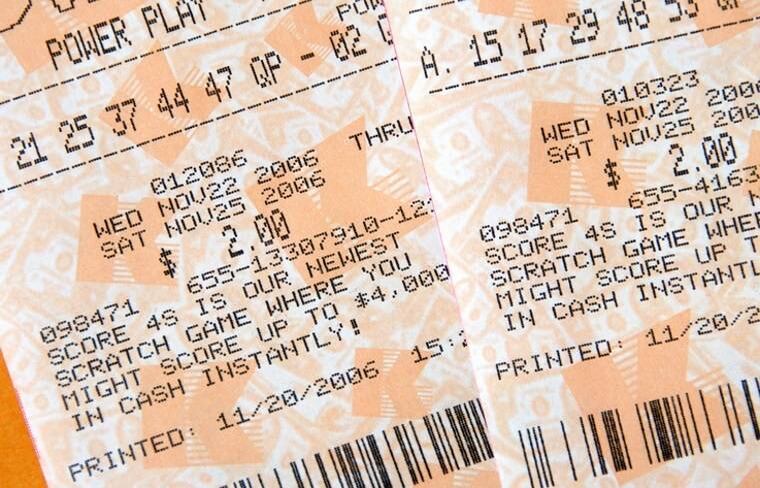 POWER PLAY
21 25 37 44 47 QP - 02
012086
WED NOV22 2006 THRU
SAT NOV25 2006
$ 2.00
655-13307910-12
098471
SCORE 4S IS OUR NEWEST
SCRATCH GAME WHERE YOU
MIGHT SCORE UP TO $4,000
IN CASH INSTANTLY!
PRINTED: 11/20/2006 15:
A. 15 17 29 48 53
010323
WED NOV22 200
SAT NOV25 200
$ 2.00
655-4163
098471
SCORE 4S IS OUR
SCRATCH GAME WHE
MIGHT SCORE UP T
IN CASH INSTANTL
PRINTED: 11/20/2